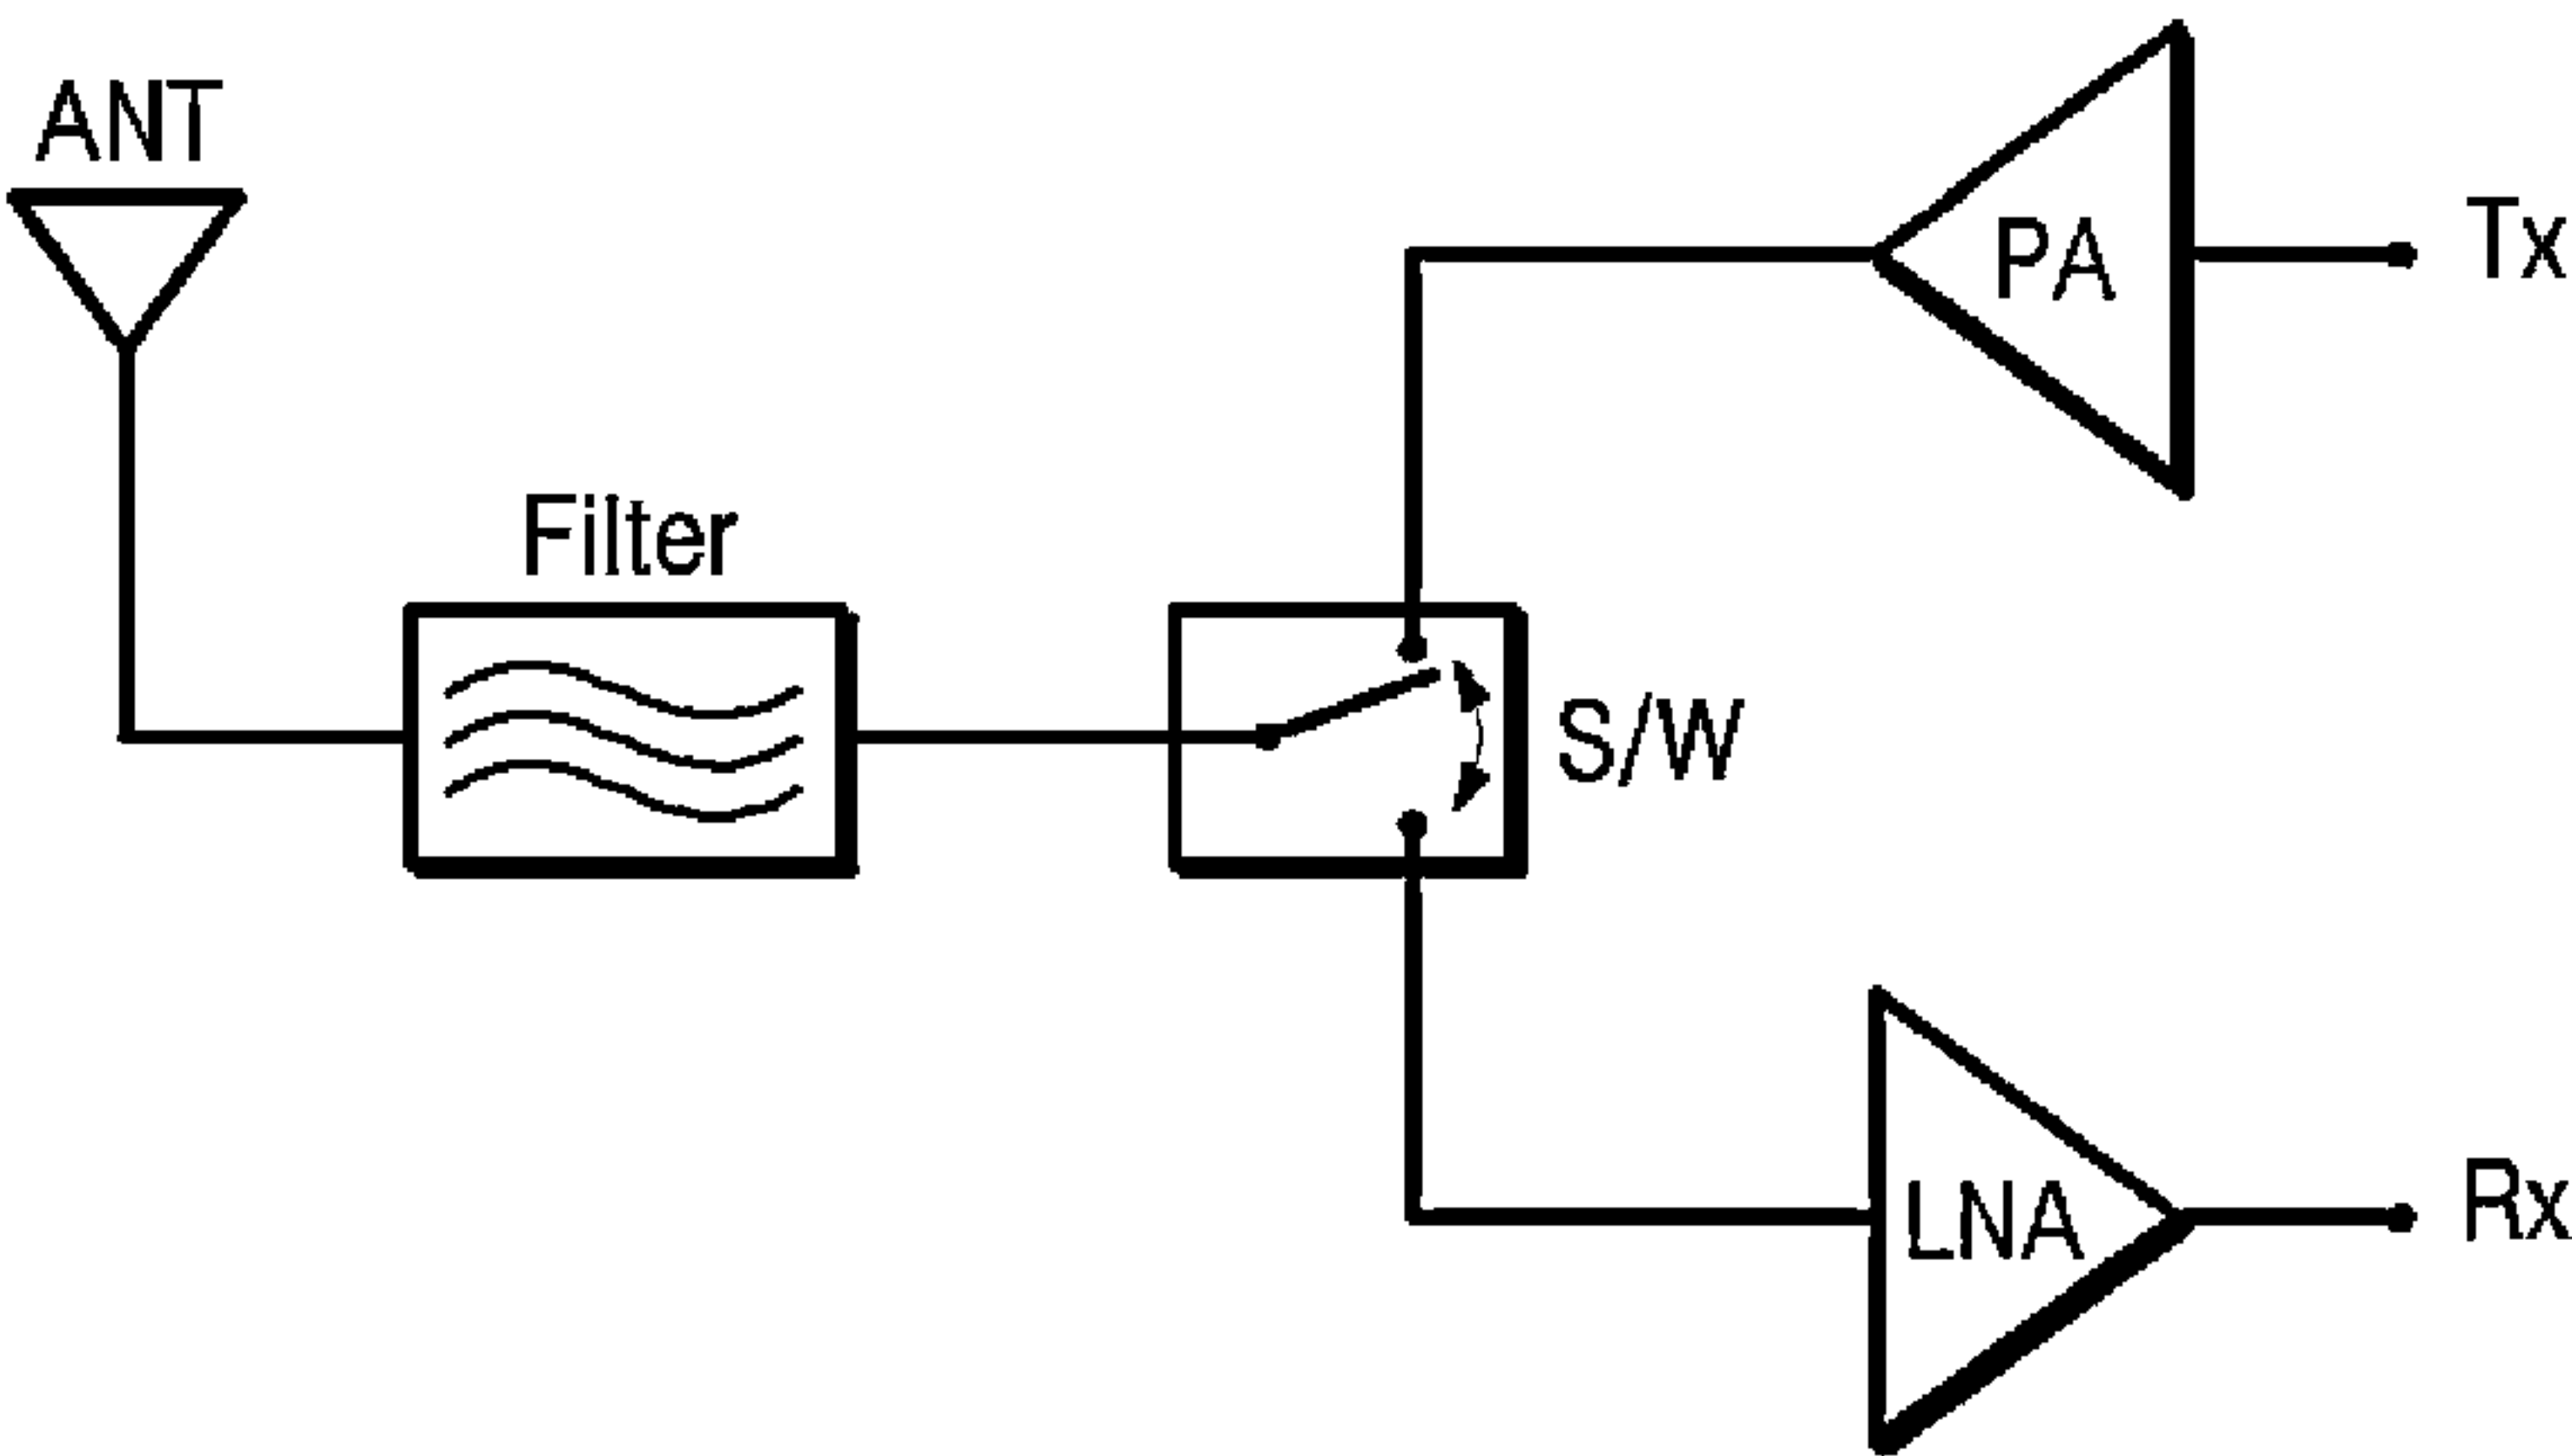 ANT
PA
Tx
Filter
S/W
LNA
Rx